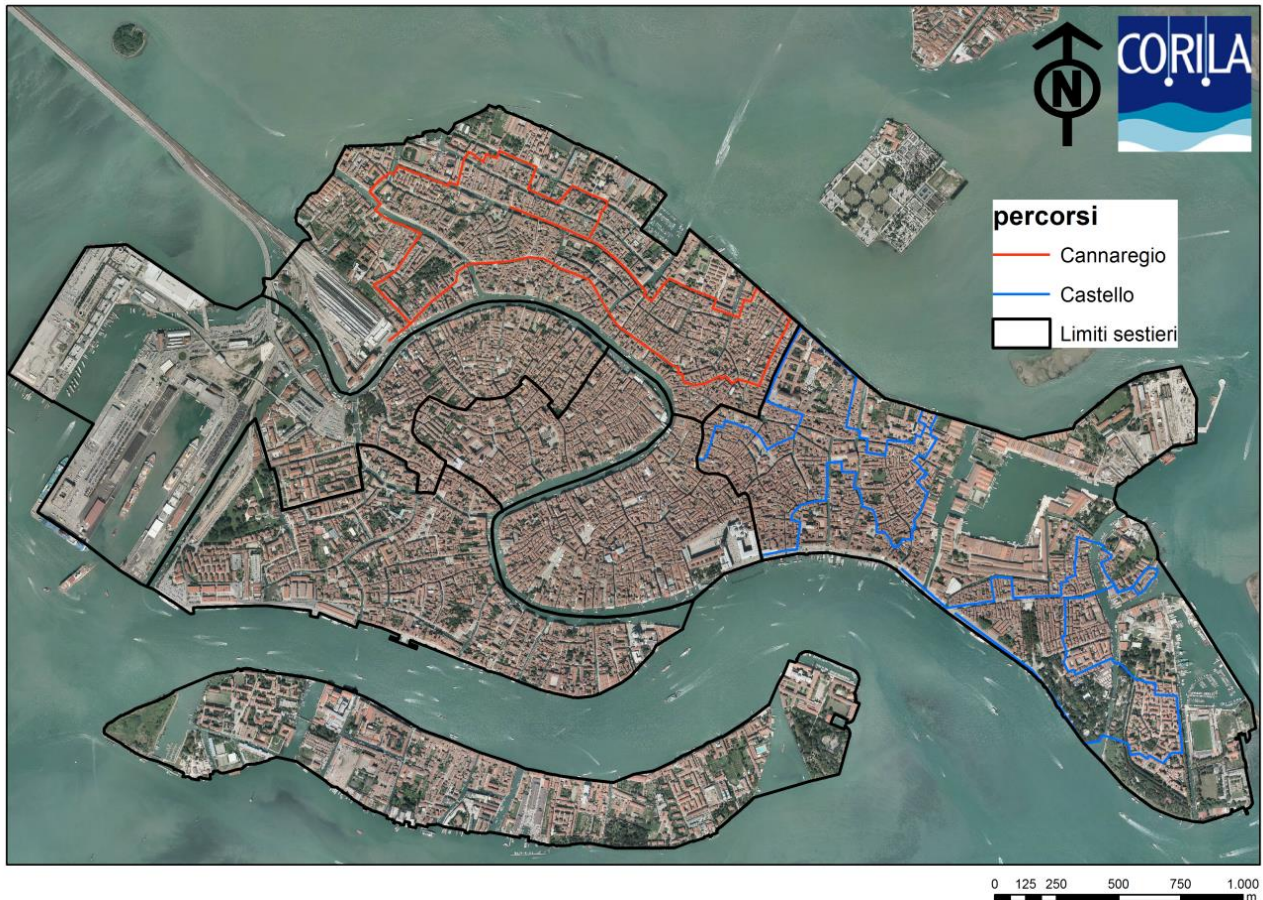 N
CORILA
percorsi
Cannaregio
Castello
Limiti sestieri
0 125 250 500 750 1.000
m